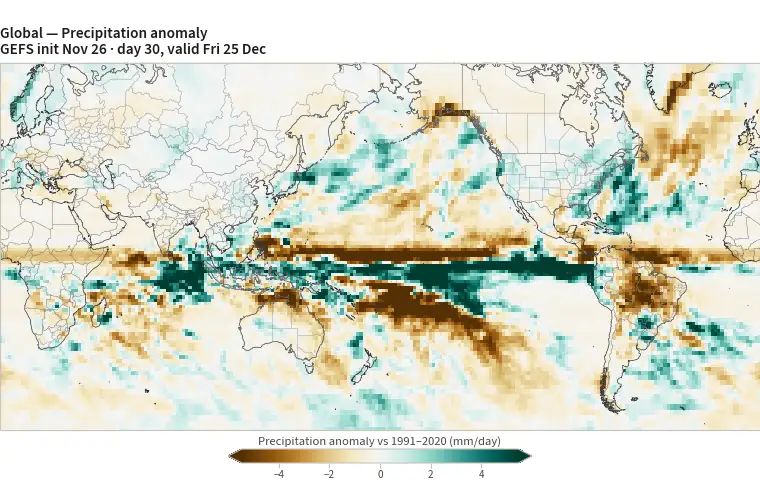 Global — Precipitation anomaly
GEFS init Nov 26 · day 30, valid Fri 25 Dec
Precipitation anomaly vs 1991–2020 (mm/day)
−4 −2 0 2 4